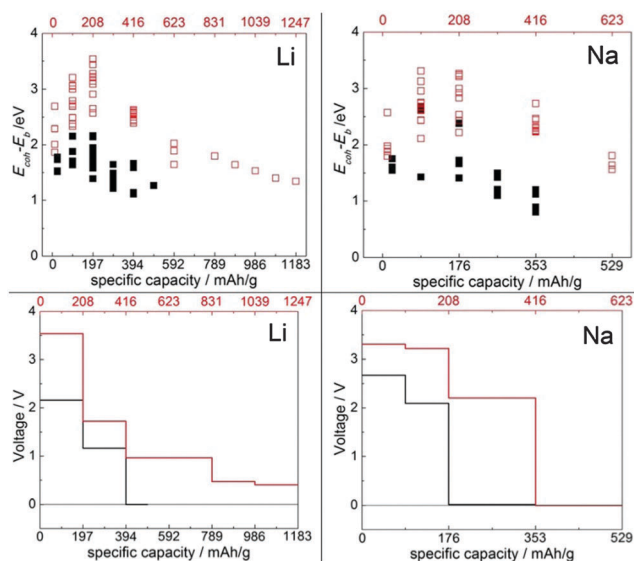 0 208 416 623 831 1039 1247
Li
E_coh-E_b /eV
4
3
2
1
0
0 197 394 592 789 986 1183
specific capacity / mAh/g
0 208 416 623
Na
E_coh-E_b /eV
4
3
2
1
0
0 176 353 529
specific capacity / mAh/g
0 208 416 623 831 1039 1247
Li
Voltage / V
4
3
2
1
0
0 197 394 592 789 986 1183
specific capacity / mAh/g
0 208 416 623
Na
Voltage / V
4
3
2
1
0
0 176 353 529
specific capacity / mAh/g